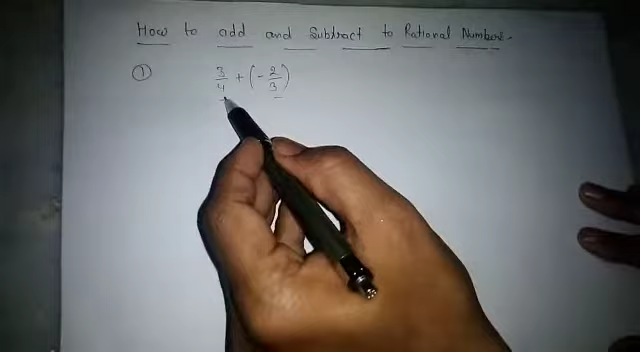 How to add and Subtract to Rational Numbers.
① 3/4 + (- 2/3)